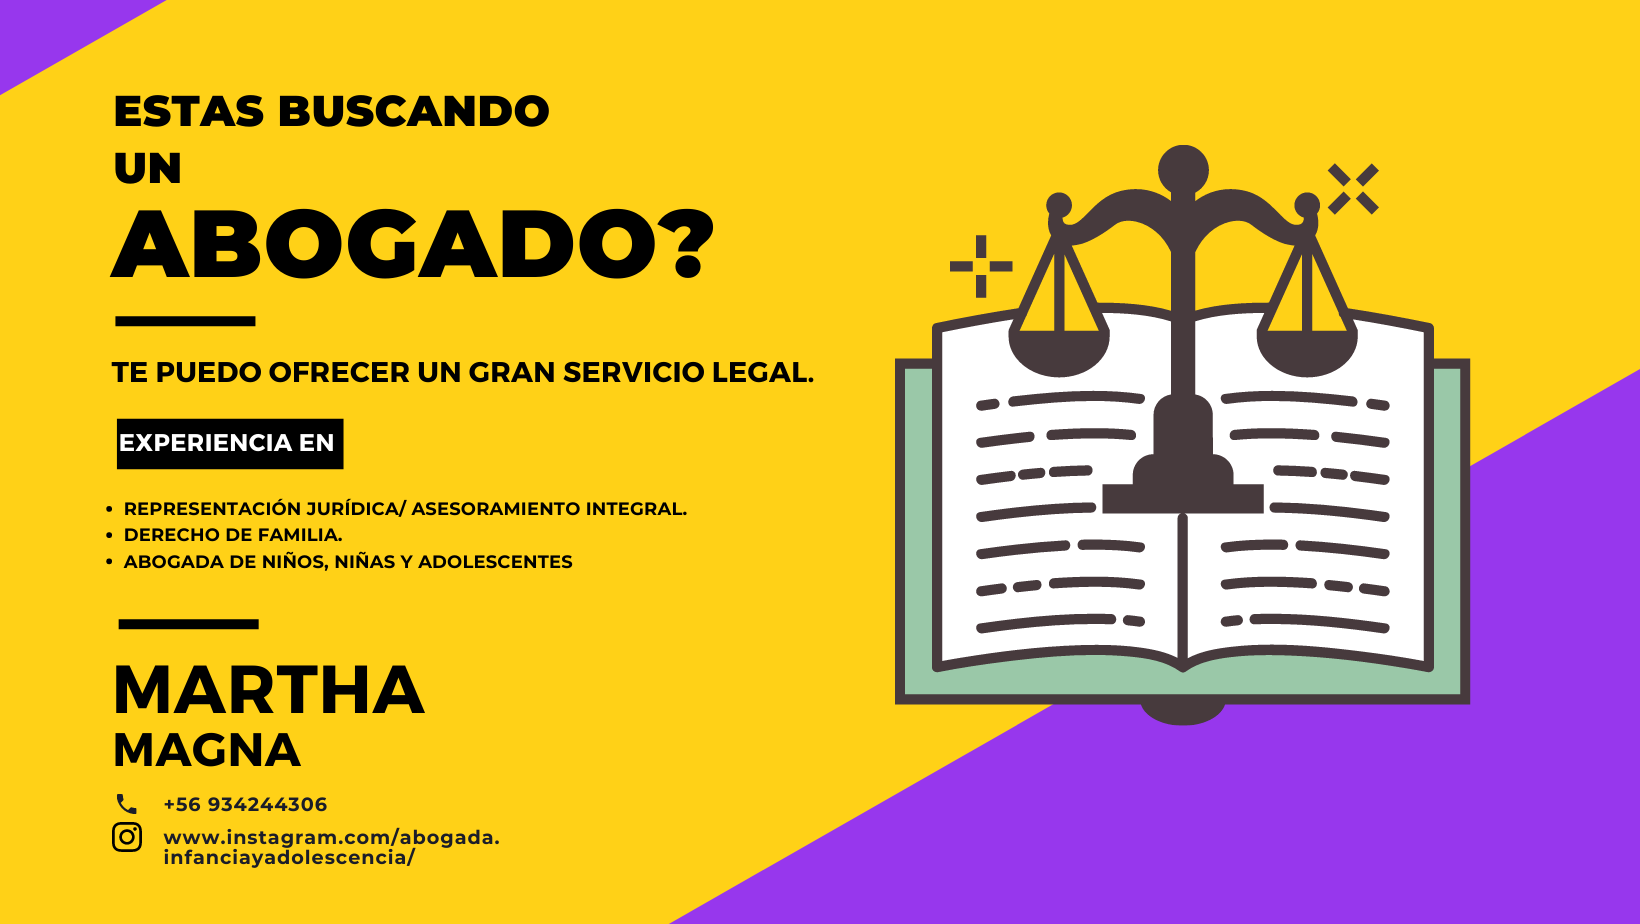 ESTAS BUSCANDO
UN
ABOGADO?
TE PUEDO OFRECER UN GRAN SERVICIO LEGAL.
EXPERIENCIA EN
• REPRESENTACIÓN JURÍDICA/ ASESORAMIENTO INTEGRAL.
• DERECHO DE FAMILIA.
• ABOGADA DE NIÑOS, NIÑAS Y ADOLESCENTES
MARTHA
MAGNA
+56 934244306
www.instagram.com/abogada.
infanciayadolescencia/